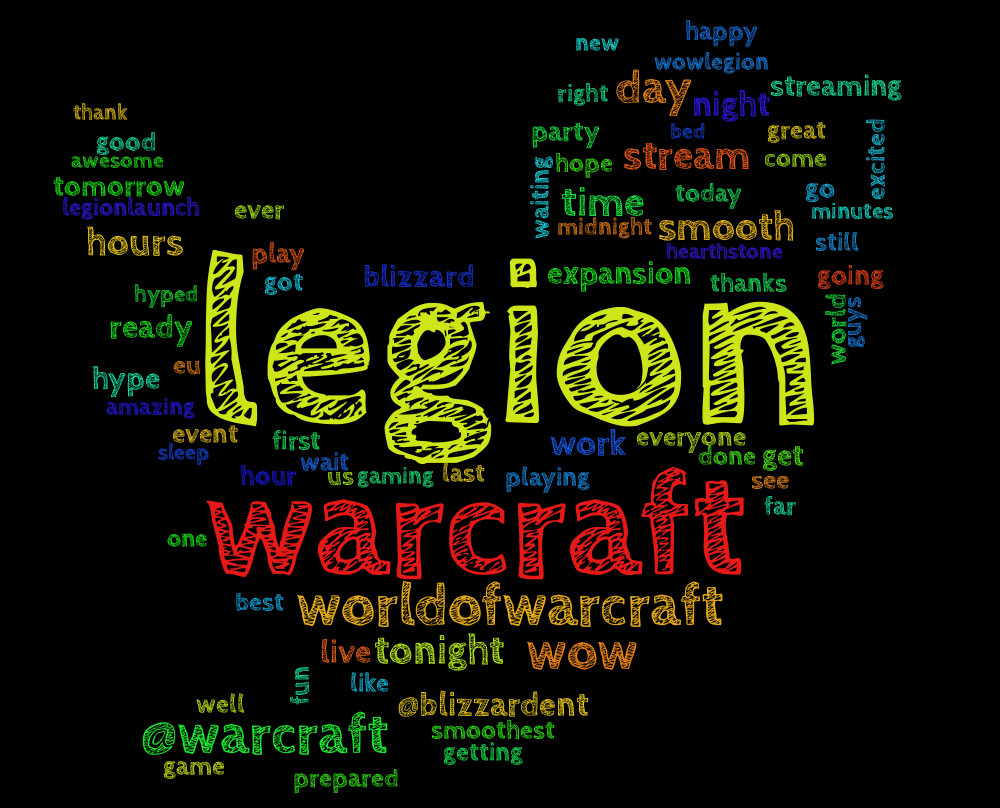 happy
new
wowlegion
day
streaming
right
night
thank
party
bed
great
good
awesome
hope
stream
come
waiting
excited
tomorrow
time
today
go
legionlaunch
ever
minutes
midnight
smooth
still
hours
play
hearthstone
got
blizzard
expansion
thanks
going
hyped
legion
world
guys
ready
eu
hype
amazing
event
first
work
everyone
sleep
wait
done
get
hour
us
gaming
last
playing
see
far
warcraft
one
best
worldofwarcraft
live
tonight
wow
fun
like
well
@blizzardent
@warcraft
smoothest
getting
game
prepared